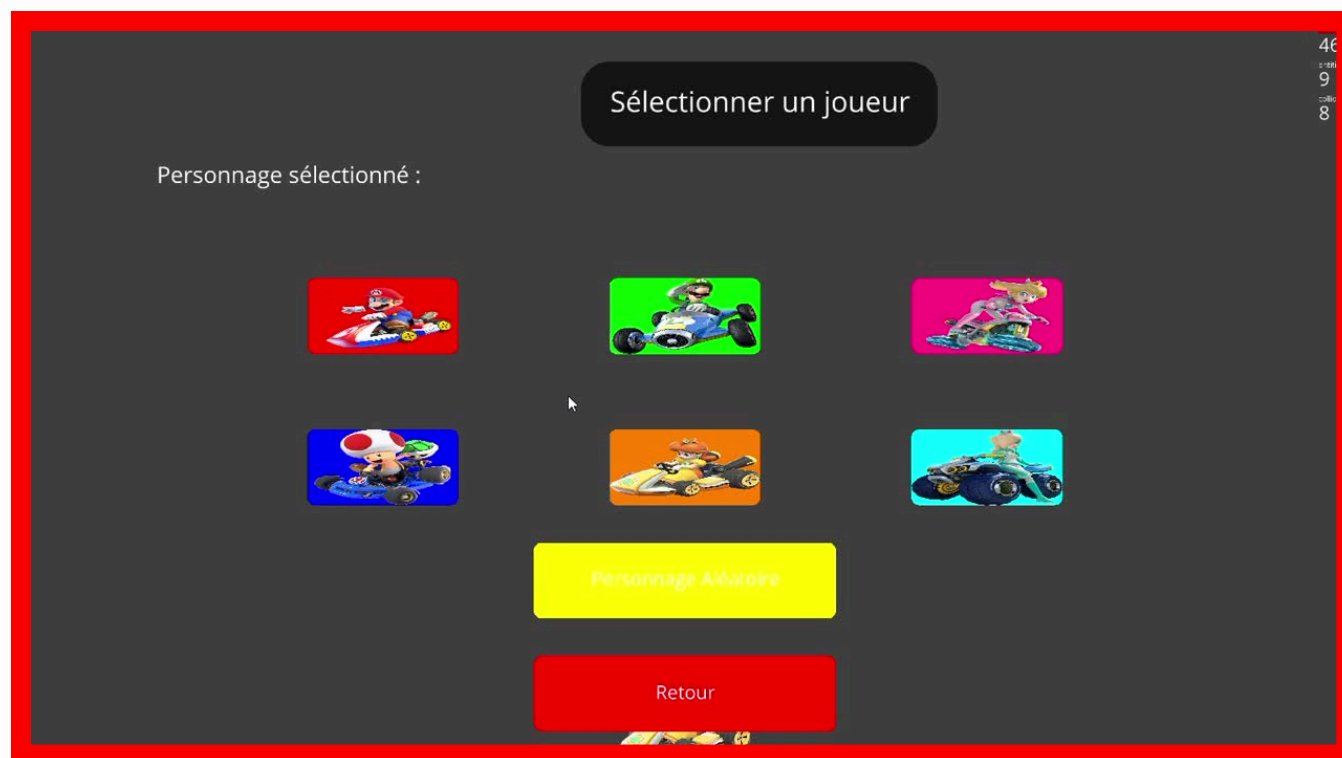 Sélectionner un joueur
Personnage sélectionné :
46
9
8
Personnage Aléatoire
Retour